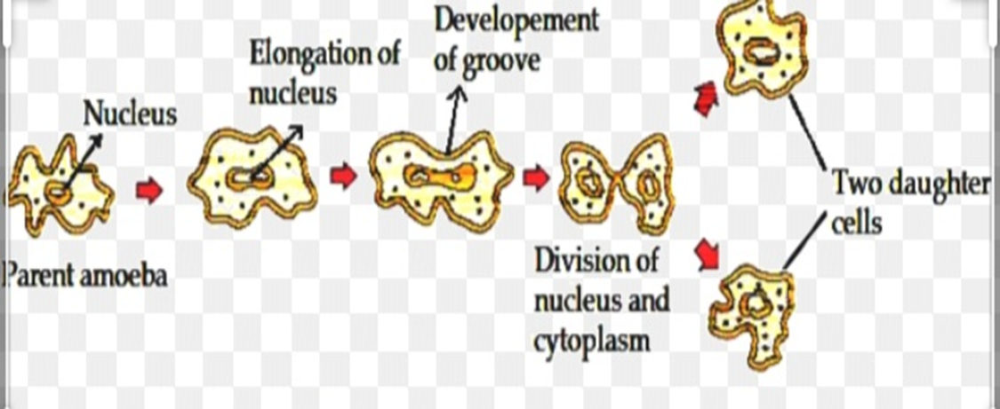 Nucleus
Parent amoeba
Elongation of
nucleus
Developement
of groove
Division of
nucleus and
cytoplasm
Two daughter
cells